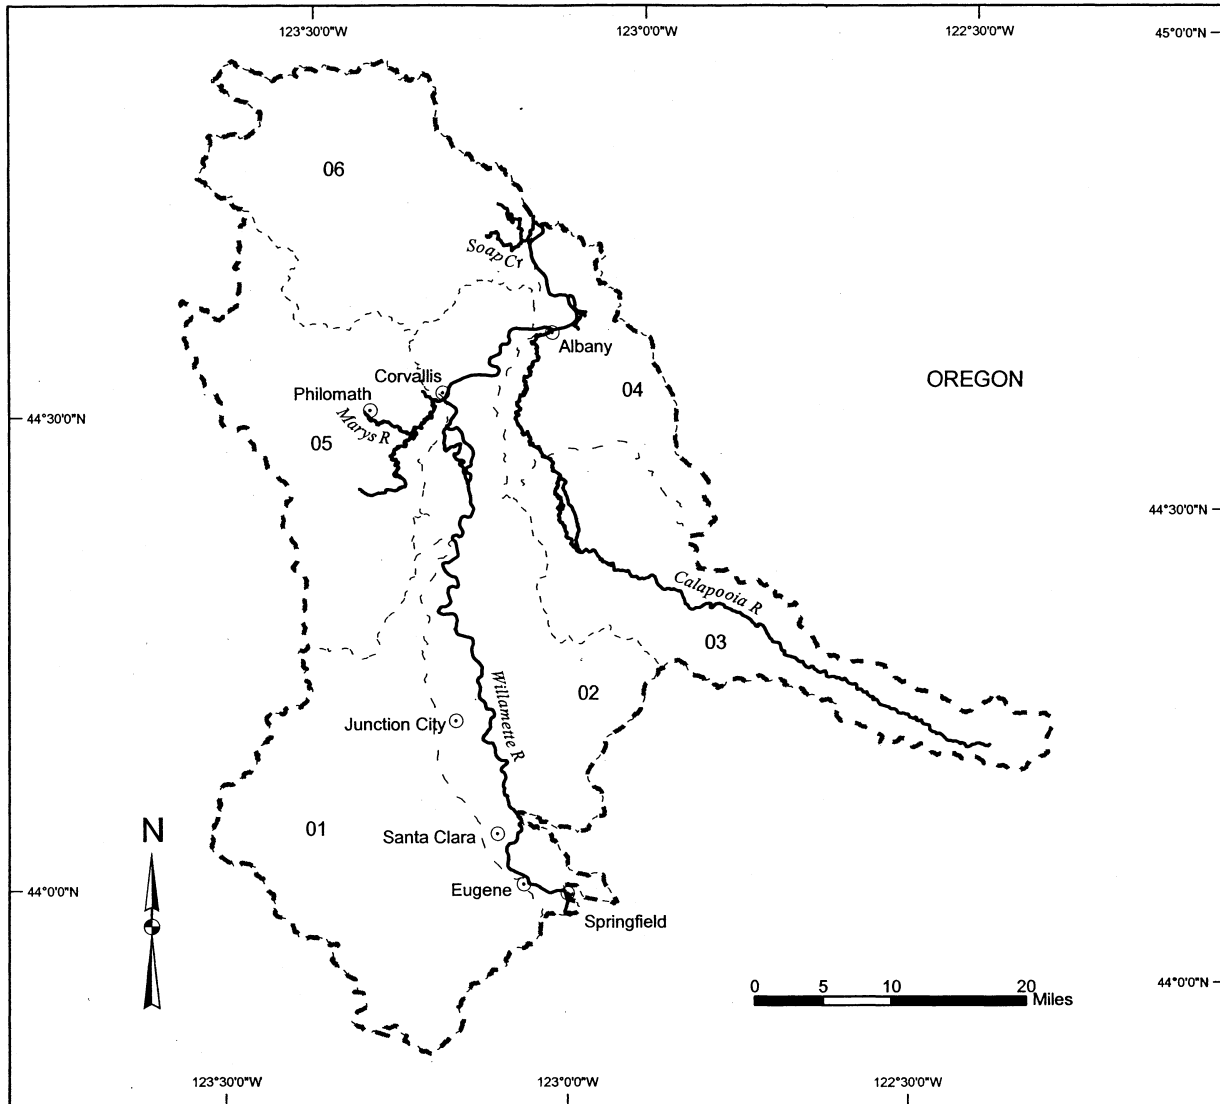 123°30'0"W 123°0'0"W 122°30'0"W
45°0'0"N
06
Soap Cr
Albany
OREGON
Corvallis
04
Philomath
Marys R
44°30'0"N
05
44°30'0"N
Calapooia R
03
Willamette R
02
Junction City
01
N
Santa Clara
Eugene
44°0'0"N
Springfield
44°0'0"N
0 5 10 20
Miles
123°30'0"W 123°0'0"W 122°30'0"W